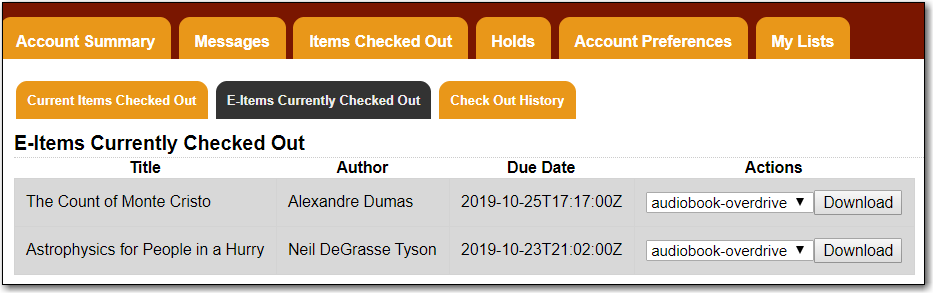 Account Summary Messages Items Checked Out Holds Account Preferences My Lists
Current Items Checked Out E-Items Currently Checked Out Check Out History
E-Items Currently Checked Out
Title Author Due Date Actions
The Count of Monte Cristo Alexandre Dumas 2019-10-25T17:17:00Z audiobook-overdrive Download
Astrophysics for People in a Hurry Neil DeGrasse Tyson 2019-10-23T21:02:00Z audiobook-overdrive Download